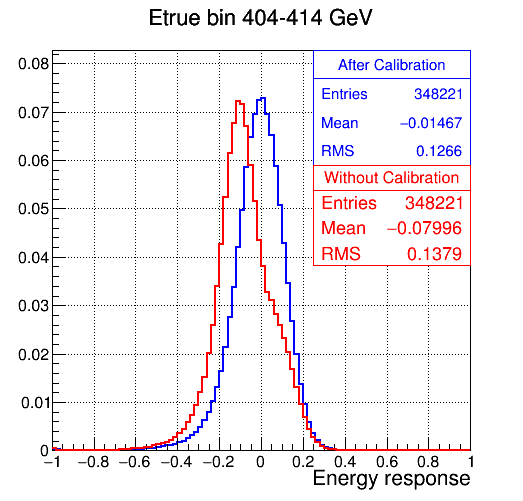 Etrue bin 404-414 GeV
After Calibration
Entries 348221
Mean −0.01467
RMS 0.1266
Without Calibration
Entries 348221
Mean −0.07996
RMS 0.1379
0.08
0.07
0.06
0.05
0.04
0.03
0.02
0.01
0
−1 −0.8 −0.6 −0.4 −0.2 0 0.2 0.4 0.6 0.8 1
Energy response